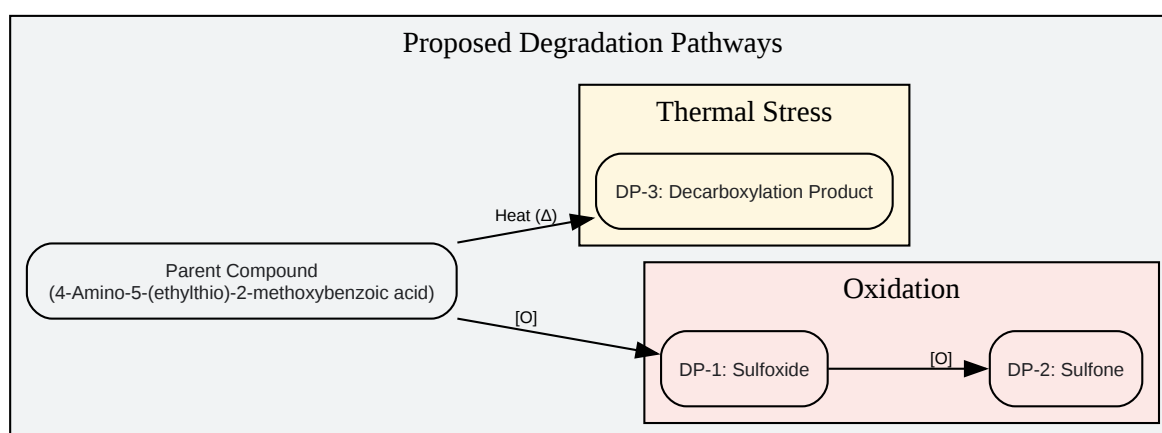 Proposed Degradation Pathways
Thermal Stress
DP-3: Decarboxylation Product
Heat (Δ)
Parent Compound
(4-Amino-5-(ethylthio)-2-methoxybenzoic acid)
Oxidation
[O]
DP-1: Sulfoxide
[O]
DP-2: Sulfone